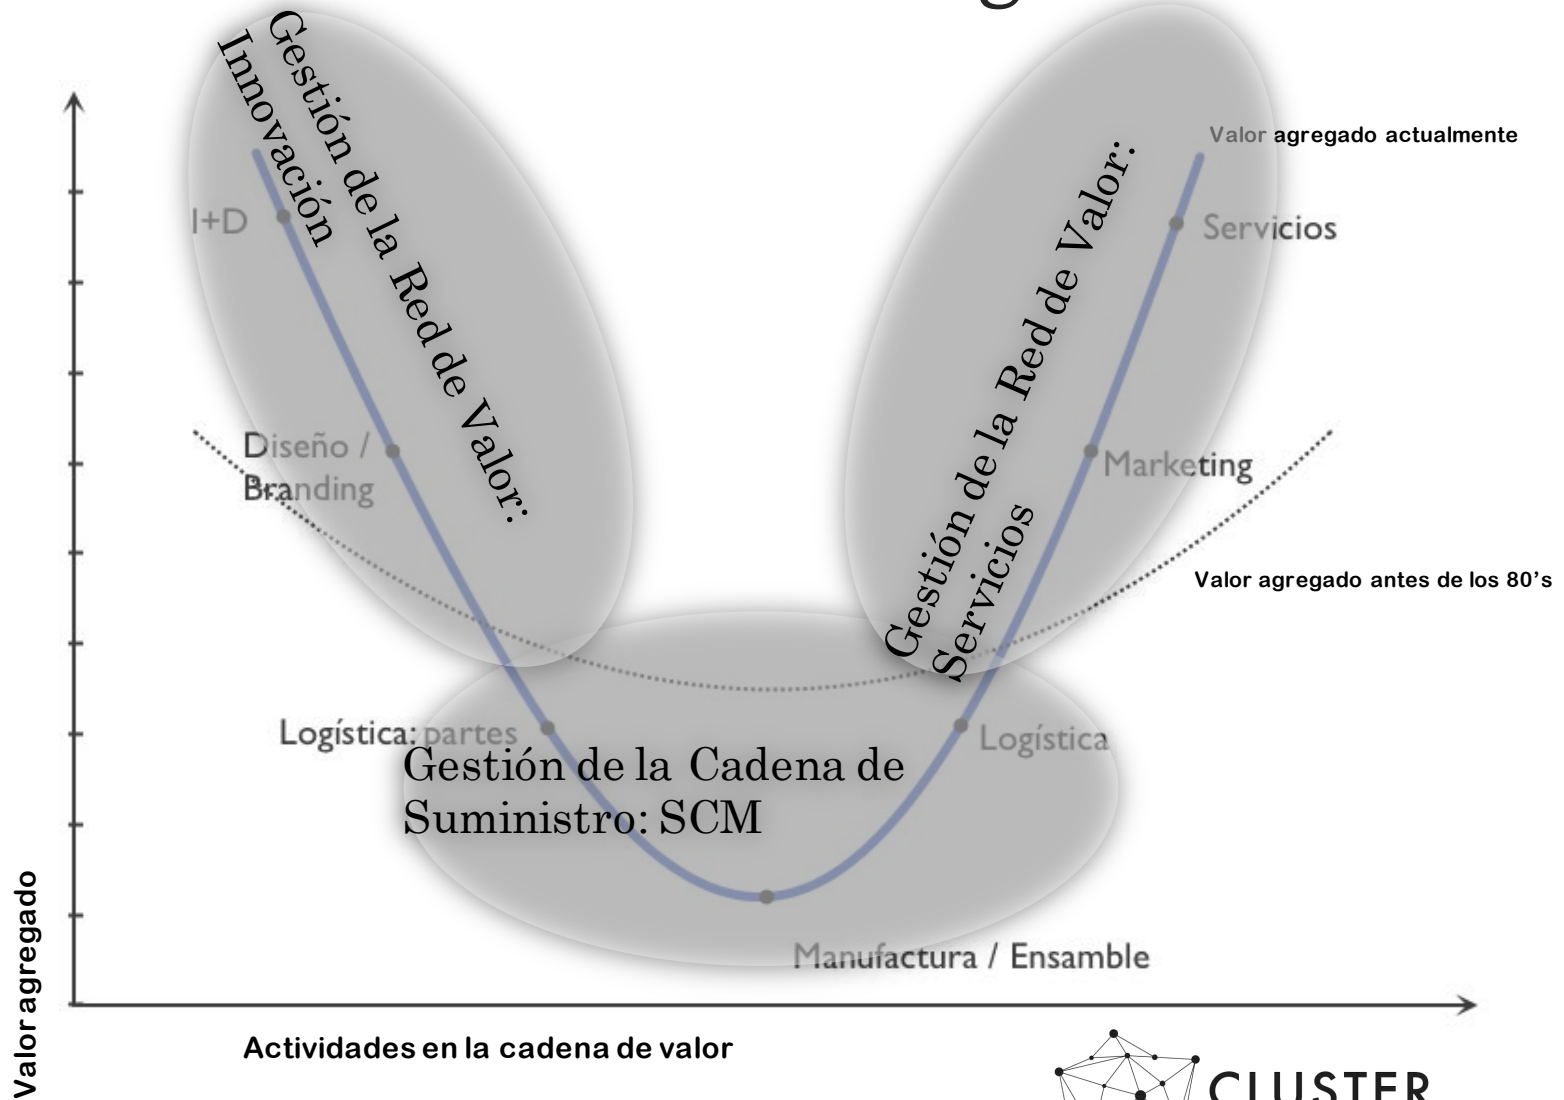 Gestión de la Red de Valor:
Innovación
Gestión de la Red de Valor:
Servicios
Valor agregado actualmente
I+D
Servicios
Diseño /
Branding
Marketing
Valor agregado antes de los 80’s
Logística: partes
Logística
Gestión de la Cadena de
Suministro: SCM
Manufactura / Ensamble
Valor agregado
Actividades en la cadena de valor
CLUSTER